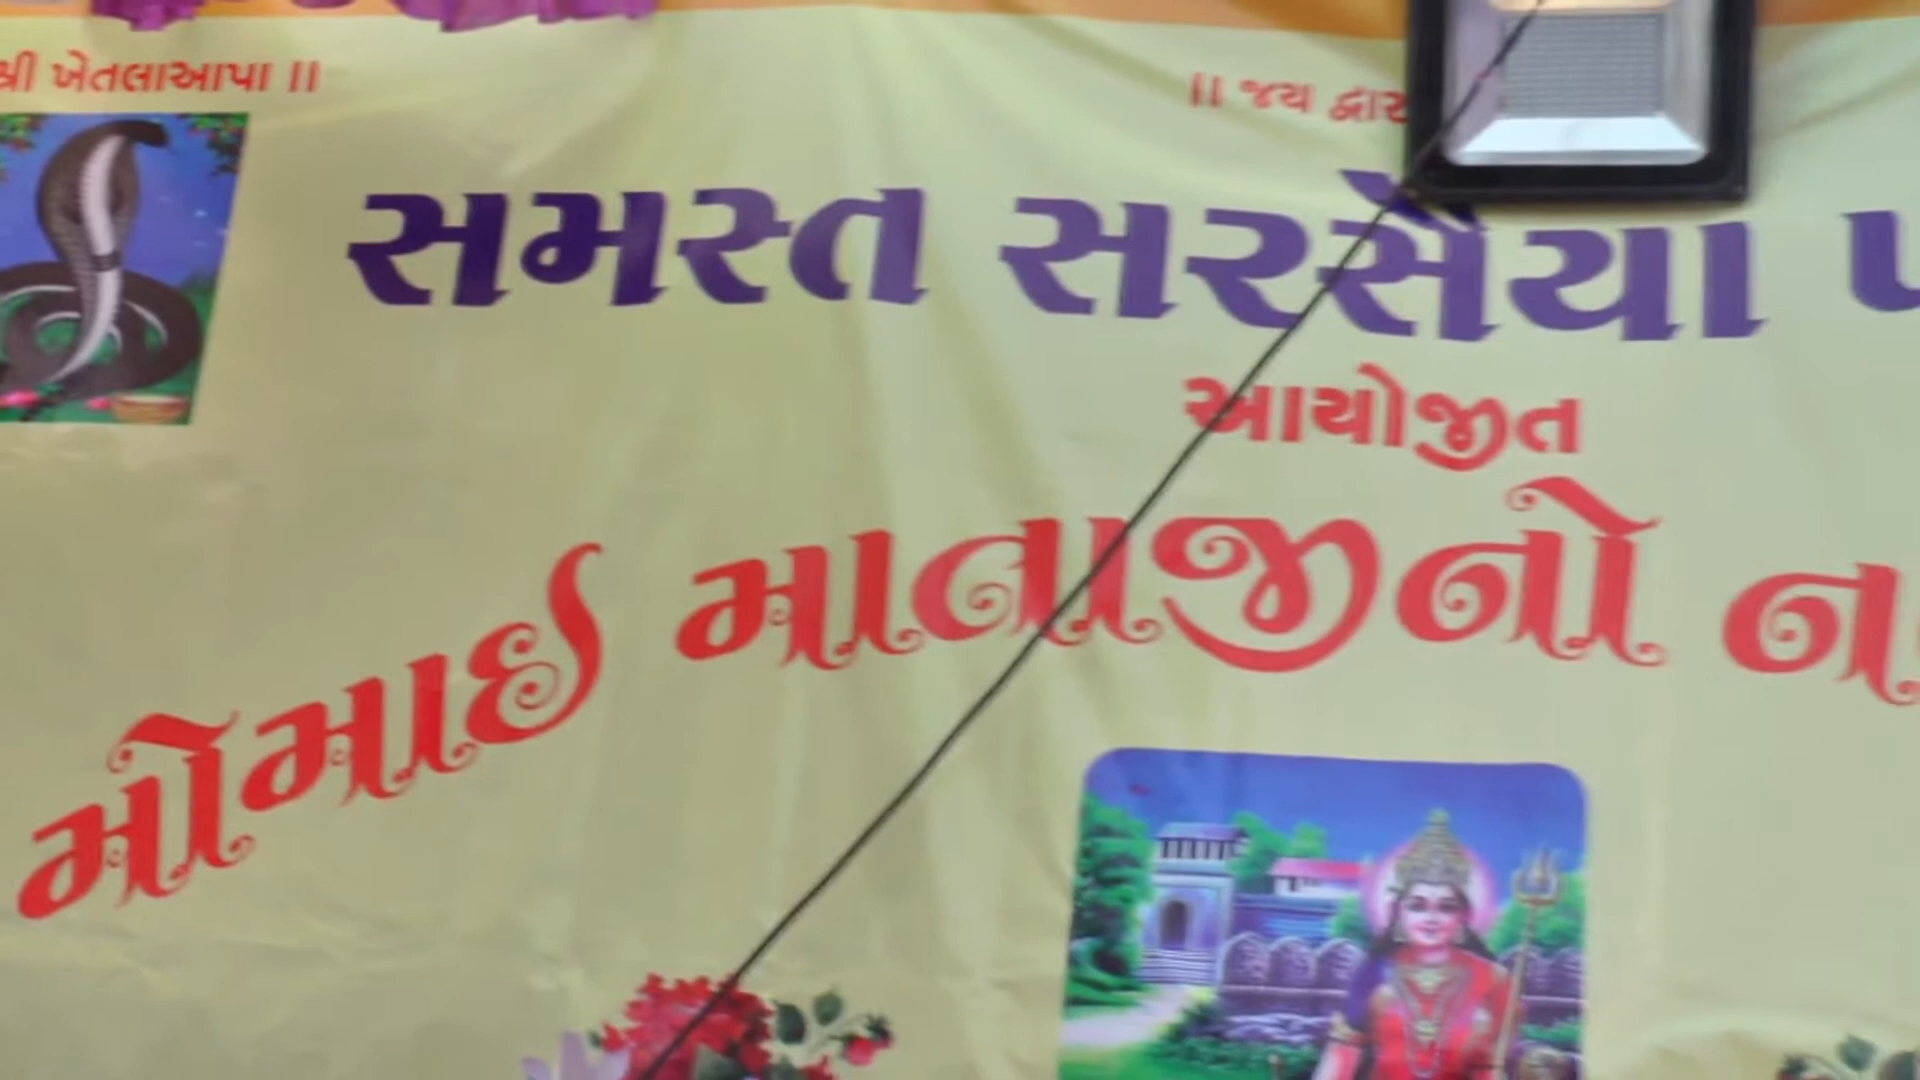 શ્રી ખેતલાઆપા ।।
।। જય
સમસ્ત સરસૈયા
આયોજીત
મોમાઈ માતાજીનો